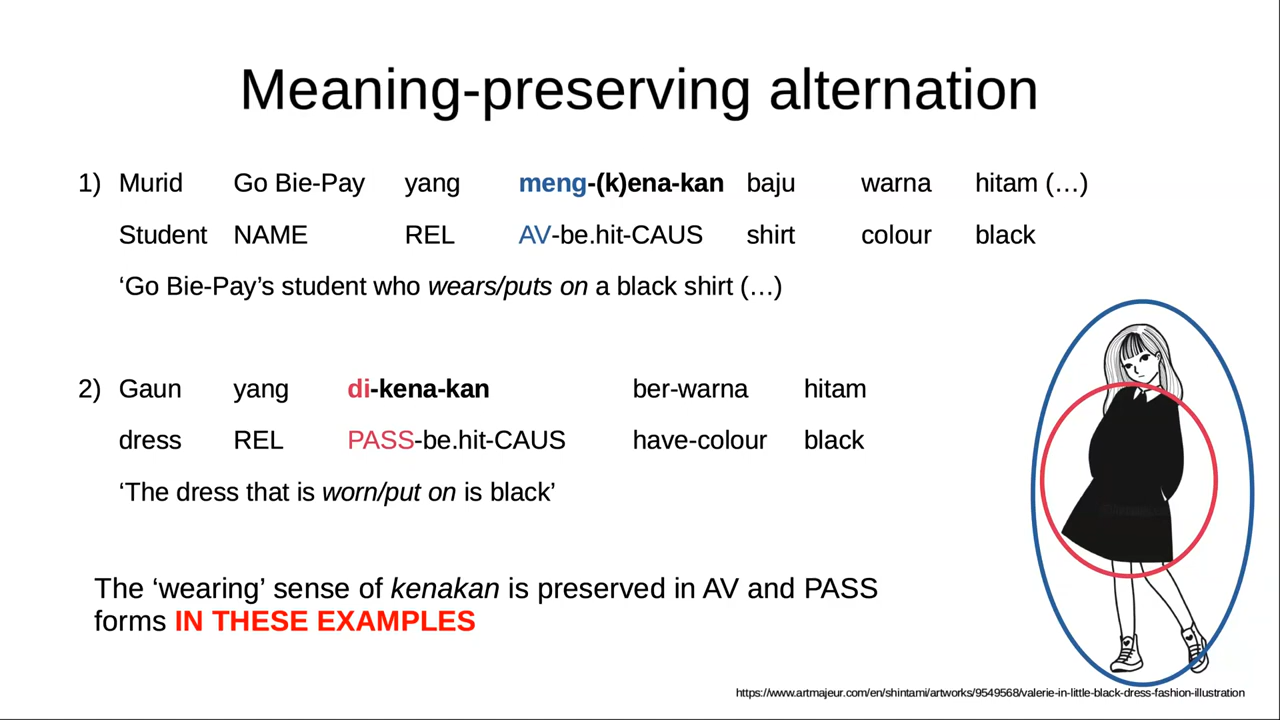 Meaning-preserving alternation
1) Murid Go Bie-Pay yang meng-(k)ena-kan baju warna hitam (…)
Student NAME REL AV-be.hit-CAUS shirt colour black
‘Go Bie-Pay’s student who wears/puts on a black shirt (…)
2) Gaun yang di-kena-kan ber-warna hitam
dress REL PASS-be.hit-CAUS have-colour black
‘The dress that is worn/put on is black’
The ‘wearing’ sense of kenakan is preserved in AV and PASS
forms IN THESE EXAMPLES
https://www.artmajeur.com/en/shintami/artworks/9549568/valerie-in-little-black-dress-fashion-illustration